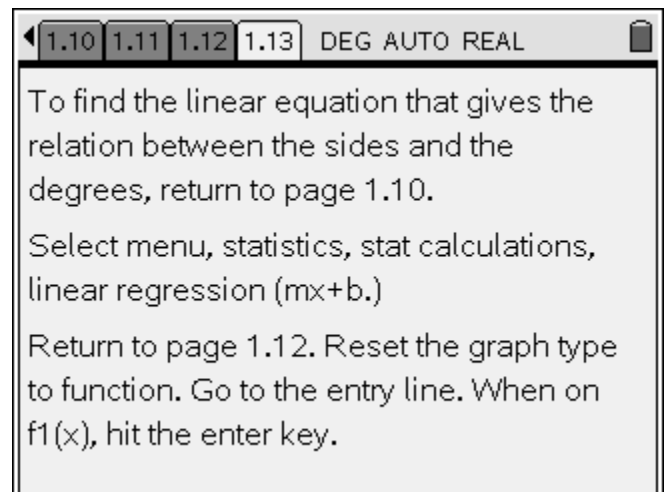 1.10 1.11 1.12 1.13 DEG AUTO REAL
To find the linear equation that gives the
relation between the sides and the
degrees, return to page 1.10.
Select menu, statistics, stat calculations,
linear regression (mx+b.)
Return to page 1.12. Reset the graph type
to function. Go to the entry line. When on
f1(x), hit the enter key.